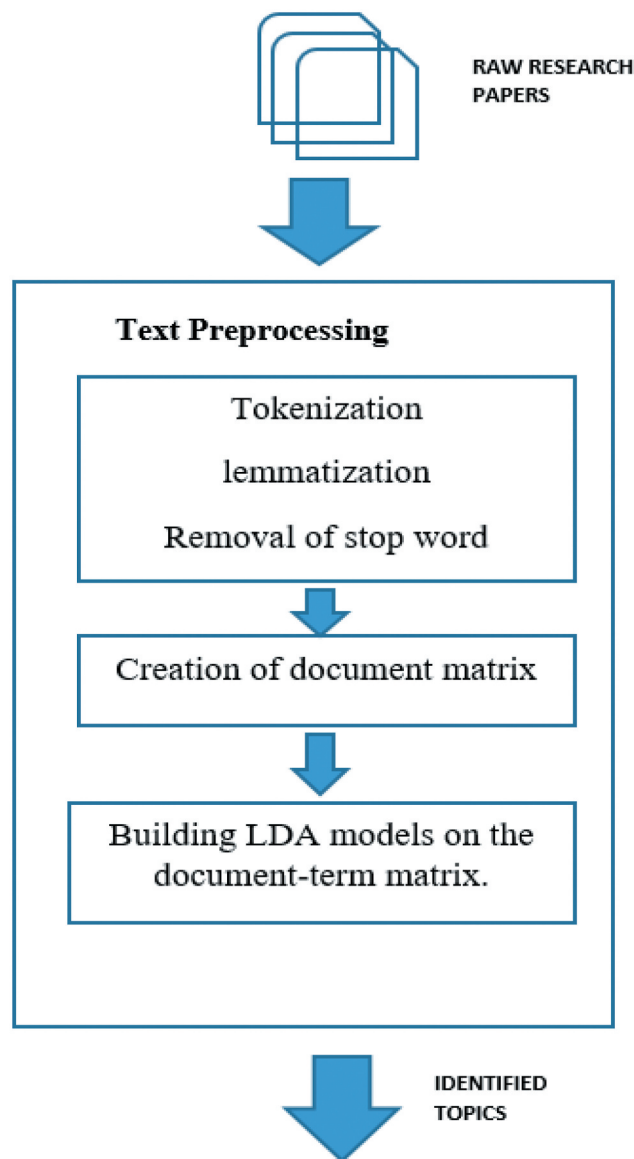 RAW RESEARCH
PAPERS
Text Preprocessing
Tokenization
lemmatization
Removal of stop word
Creation of document matrix
Building LDA models on the
document-term matrix.
IDENTIFIED
TOPICS